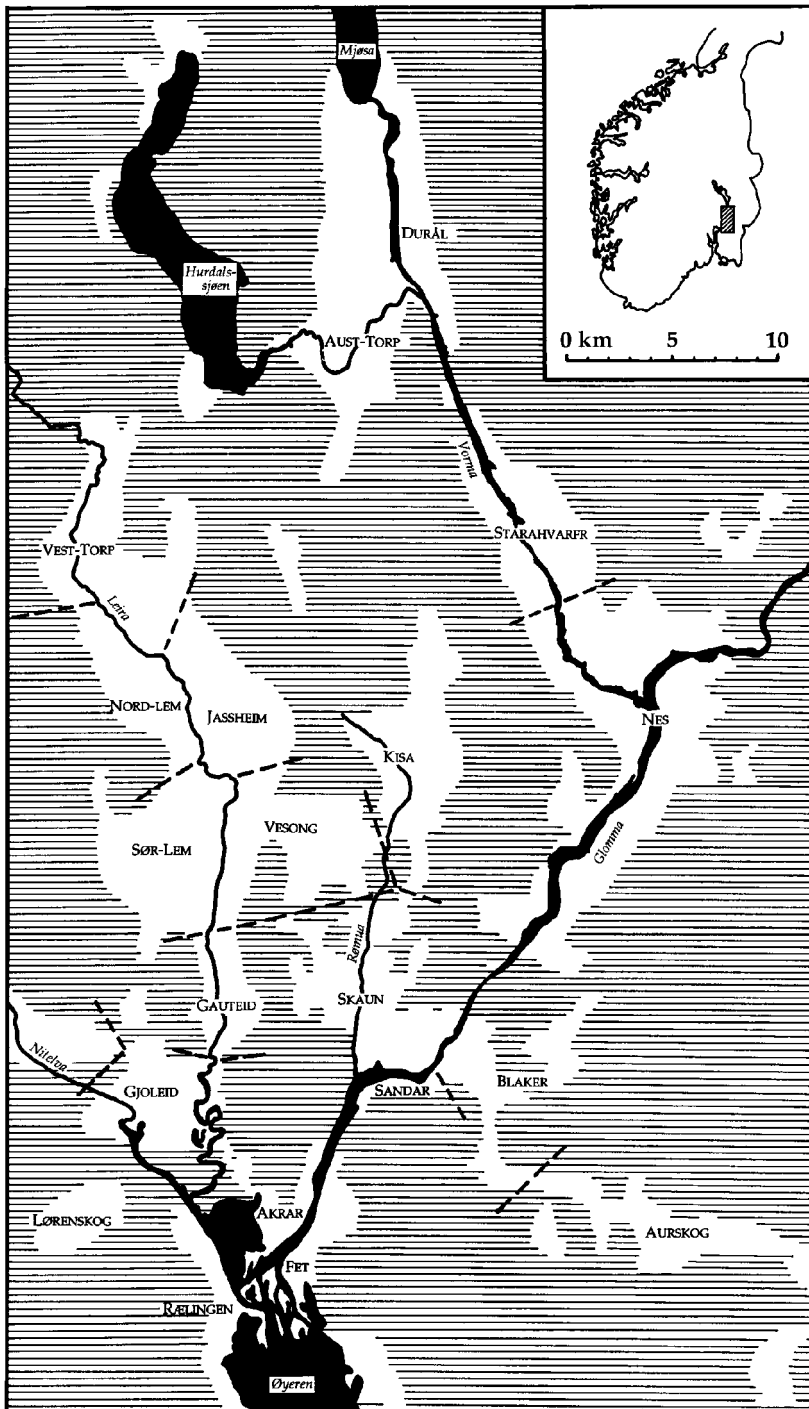 Mjøsa
DURÅL
Hurdals-
sjøen
0 km 5 10
AUST-TORP
Vorma
STARAHVARFR
VEST-TORP
Leira
NORD-LEM
JASSHEIM
NES
KISA
SØR-LEM
VESONG
Glomma
Rømua
GAUTEID
SKAUN
Nitelva
GJOLEID
SANDAR
BLAKER
LØRENSKOG
AKRAR
AURSKOG
FET
RÆLINGEN
Øyeren